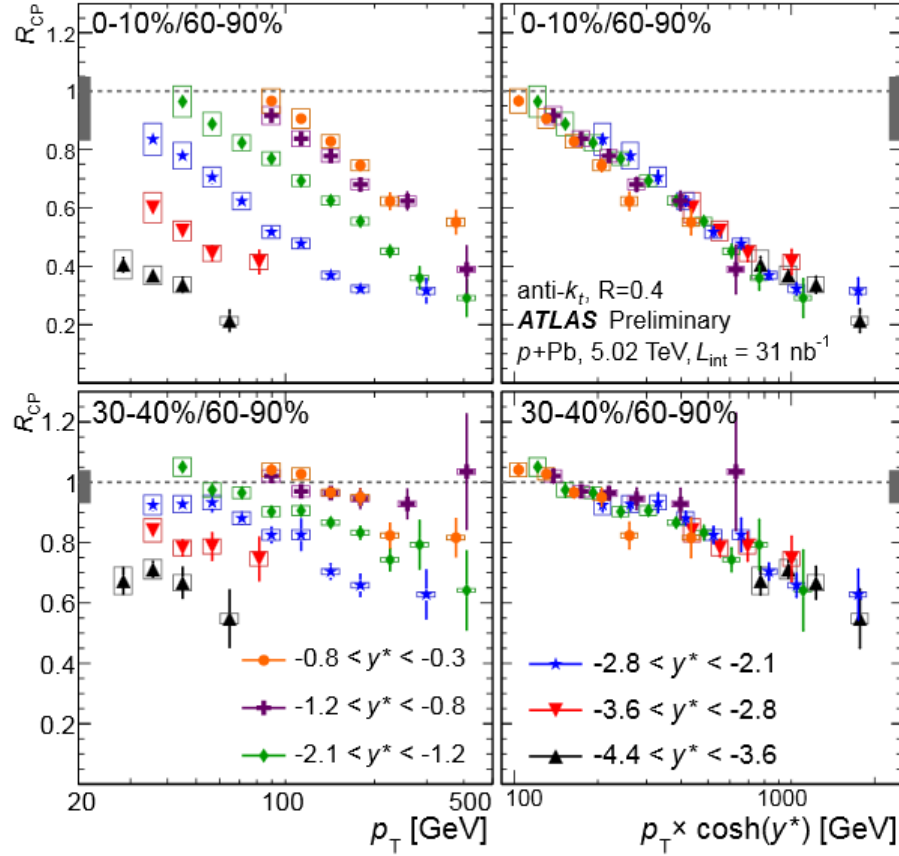 R_CP
1.2
1
0.8
0.6
0.4
0.2
0-10%/60-90%
0-10%/60-90%
anti-k_t, R=0.4
ATLAS Preliminary
p+Pb, 5.02 TeV, L_int = 31 nb⁻¹
R_CP
1.2
1
0.8
0.6
0.4
0.2
30-40%/60-90%
30-40%/60-90%
-0.8 < y* < -0.3
-1.2 < y* < -0.8
-2.1 < y* < -1.2
-2.8 < y* < -2.1
-3.6 < y* < -2.8
-4.4 < y* < -3.6
20 100 500
p_T [GeV]
100 1000
p_T × cosh(y*) [GeV]